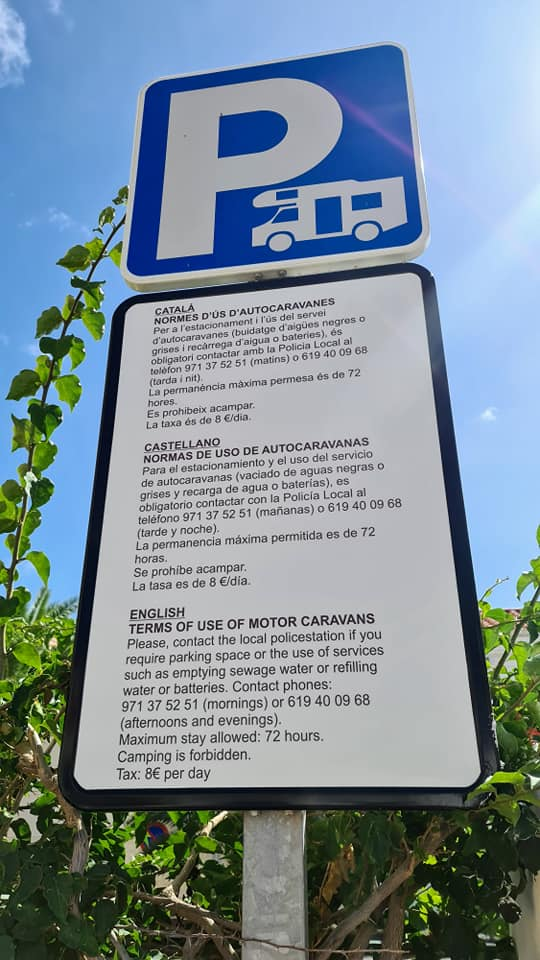 P
CATALÁ
NORMES D'ÚS D'AUTOCARAVANES
Per a l'estacionament i l'ús del servei
d'autocaravanes (buidatge d'aigües negres o
grises i recàrrega d'aigua o bateries), és
obligatori contactar amb la Policia Local al
telèfon 971 37 52 51 (matins) o 619 40 09 68
(tarda i nit).
La permanència màxima permesa és de 72
hores.
Es prohibeix acampar.
La taxa és de 8 €/dia.
CASTELLANO
NORMAS DE USO DE AUTOCARAVANAS
Para el estacionamiento y el uso del servicio
de autocaravanas (vaciado de aguas negras o
grises y recarga de agua o baterías), es
obligatorio contactar con la Policía Local al
teléfono 971 37 52 51 (mañanas) o 619 40 09 68
(tarde y noche).
La permanencia máxima permitida es de 72
horas.
Se prohíbe acampar.
La tasa es de 8 €/día.
ENGLISH
TERMS OF USE OF MOTOR CARAVANS
Please, contact the local policestation if you
require parking space or the use of services
such as emptying sewage water or refilling
water or batteries. Contact phones:
971 37 52 51 (mornings) or 619 40 09 68
(afternoons and evenings).
Maximum stay allowed: 72 hours.
Camping is forbidden.
Tax: 8€ per day